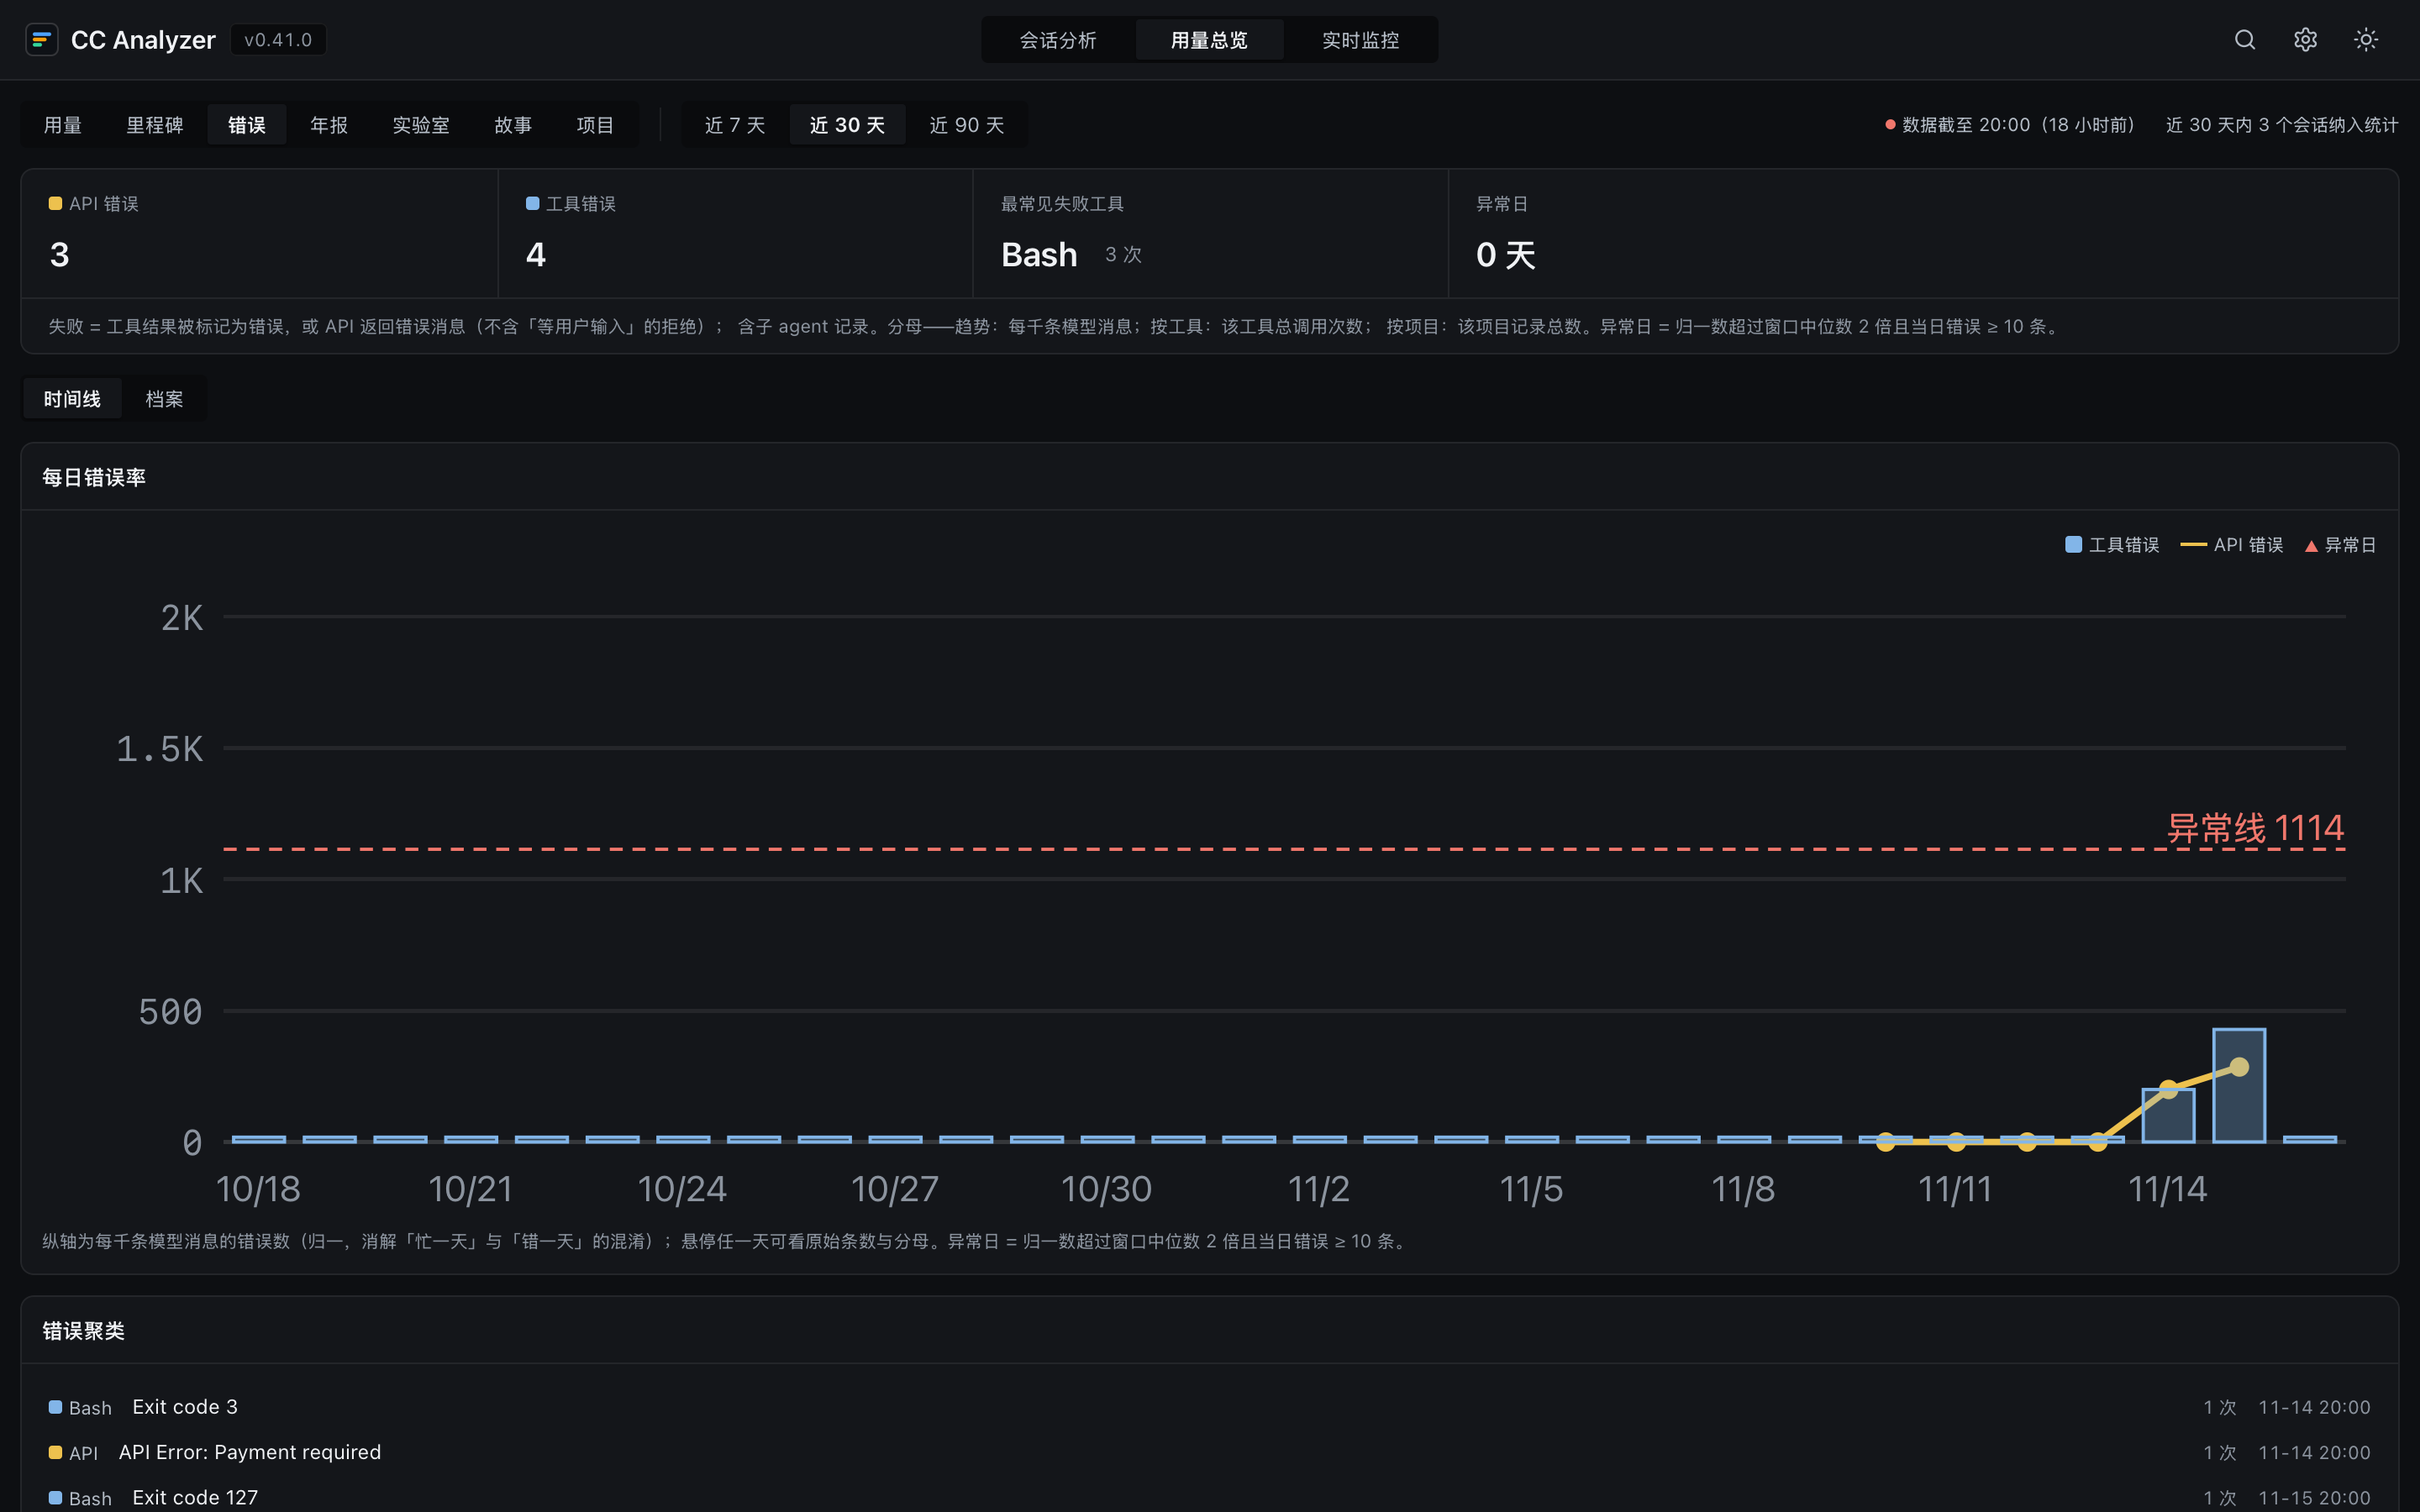 CC Analyzer v0.41.0 会话分析 用量总览 实时监控
用量 里程碑 错误 年报 实验室 故事 项目 近 7 天 近 30 天 近 90 天 数据截至 20:00（18 小时前） 近 30 天内 3 个会话纳入统计
API 错误 工具错误 最常见失败工具 异常日
3 4 Bash 3 次 0 天
失败 = 工具结果被标记为错误，或 API 返回错误消息（不含「等用户输入」的拒绝）； 含子 agent 记录。分母——趋势：每千条模型消息；按工具：该工具总调用次数； 按项目：该项目记录总数。异常日 = 归一数超过窗口中位数 2 倍且当日错误 ≥ 10 条。
时间线 档案
每日错误率
工具错误 API 错误 异常日
2K
1.5K
异常线 1114
1K
500
0
10/18 10/21 10/24 10/27 10/30 11/2 11/5 11/8 11/11 11/14
纵轴为每千条模型消息的错误数（归一，消解「忙一天」与「错一天」的混淆）；悬停任一天可看原始条数与分母。异常日 = 归一数超过窗口中位数 2 倍且当日错误 ≥ 10 条。
错误聚类
Bash Exit code 3 1 次 11-14 20:00
API API Error: Payment required 1 次 11-14 20:00
Bash Exit code 127 1 次 11-15 20:00